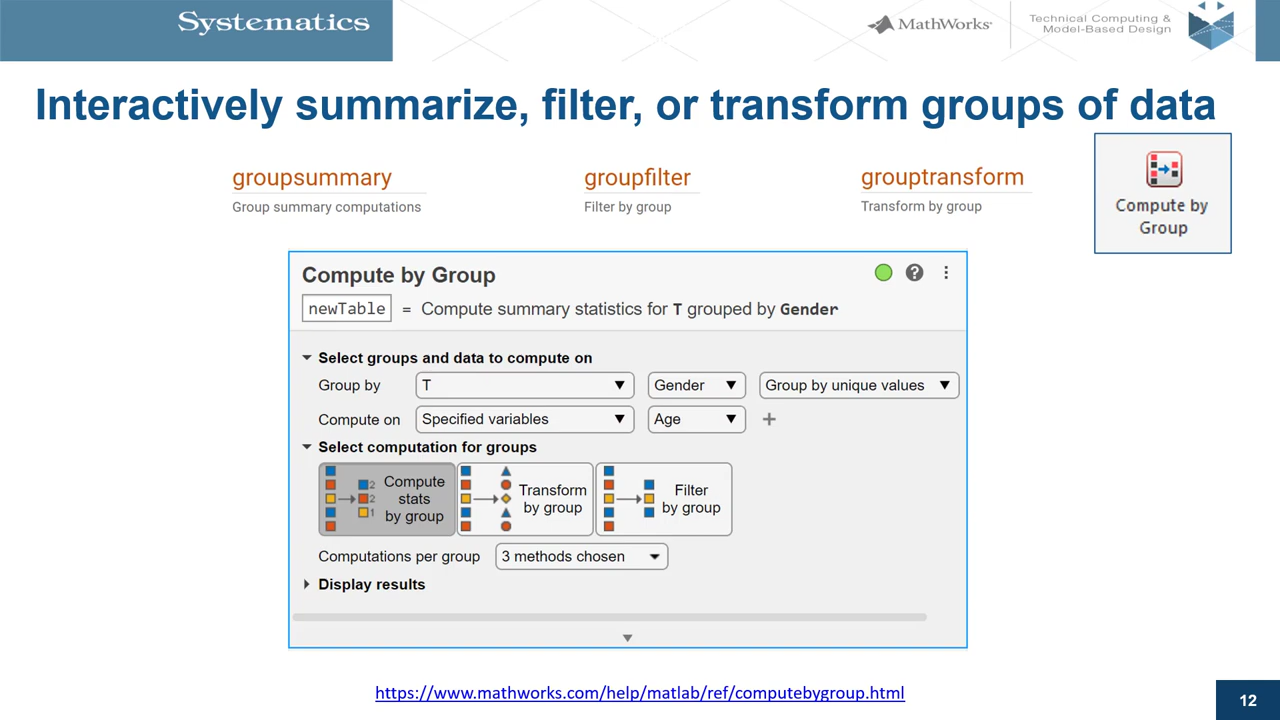 Systematics
MathWorks®
Technical Computing &
Model-Based Design
Interactively summarize, filter, or transform groups of data
groupsummary
Group summary computations
groupfilter
Filter by group
grouptransform
Transform by group
Compute by
Group
Compute by Group
newTable = Compute summary statistics for T grouped by Gender
Select groups and data to compute on
Group by T Gender Group by unique values
Compute on Specified variables Age +
Select computation for groups
2
2
1
Compute
stats
by group
Transform
by group
Filter
by group
Computations per group 3 methods chosen
Display results
https://www.mathworks.com/help/matlab/ref/computebygroup.html
12